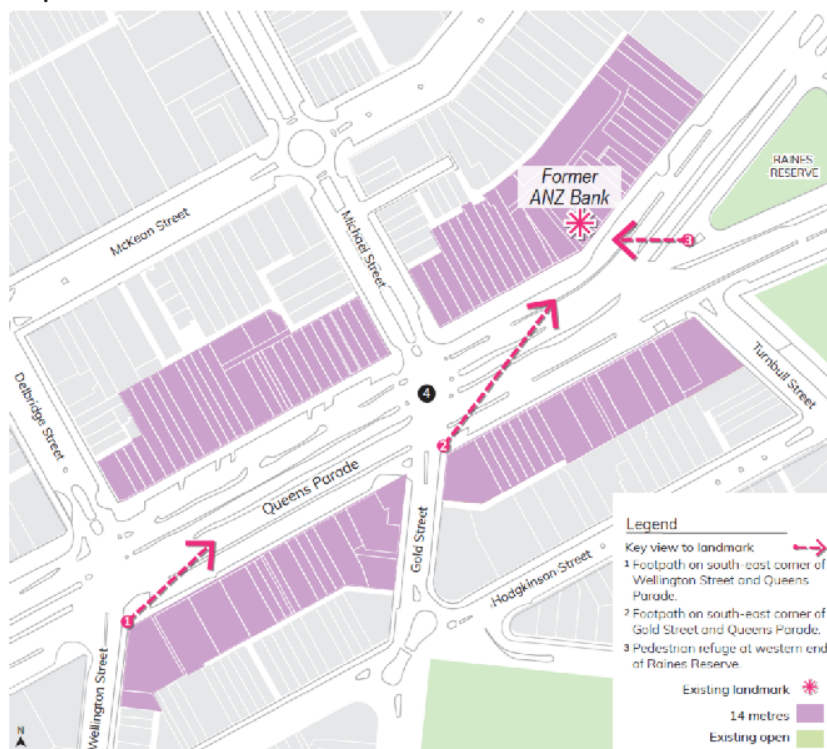 RAINES
RESERVE
Former
ANZ Bank
3
McKean Street
Michael Street
Delbridge Street
Turnbull Street
4
2
Queens Parade
Gold Street
Hodgkinson Street
1
Wellington Street
Legend
Key view to landmark
1 Footpath on south-east corner of
Wellington Street and Queens
Parade.
2 Footpath on south-east corner of
Gold Street and Queens Parade.
3 Pedestrian refuge at western end
of Raines Reserve.
Existing landmark
14 metres
Existing open
N